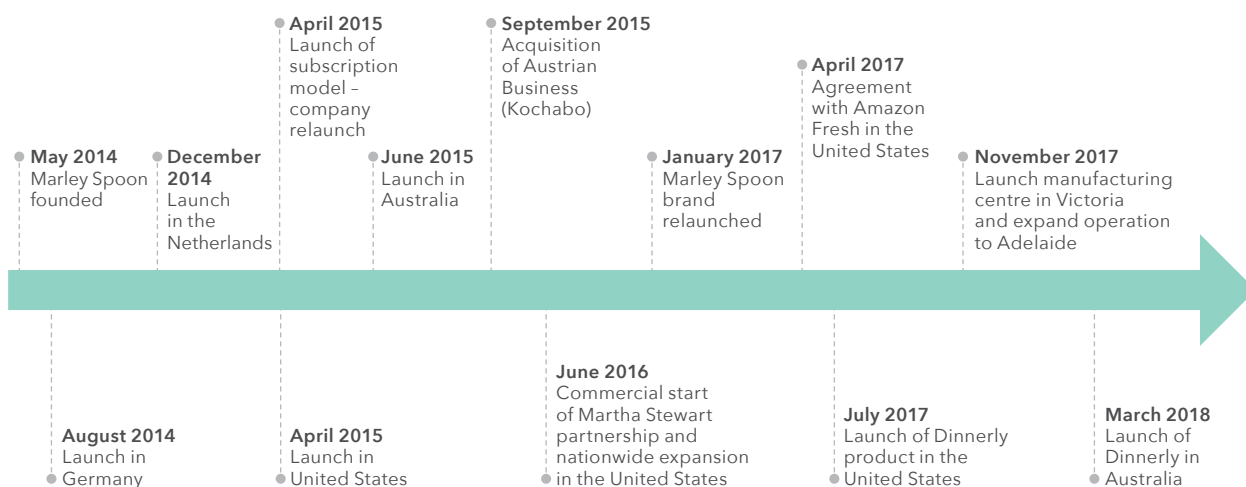 April 2015
Launch of
subscription
model –
company
relaunch
September 2015
Acquisition
of Austrian
Business
(Kochabo)
April 2017
Agreement
with Amazon
Fresh in the
United States
May 2014
Marley Spoon
founded
December
2014
Launch
in the
Netherlands
June 2015
Launch in
Australia
January 2017
Marley Spoon
brand
relaunched
November 2017
Launch manufacturing
centre in Victoria
and expand operation
to Adelaide
August 2014
Launch in
Germany
April 2015
Launch in
United States
June 2016
Commercial start
of Martha Stewart
partnership and
nationwide expansion
in the United States
July 2017
Launch of Dinnerly
product in the
United States
March 2018
Launch of
Dinnerly in
Australia